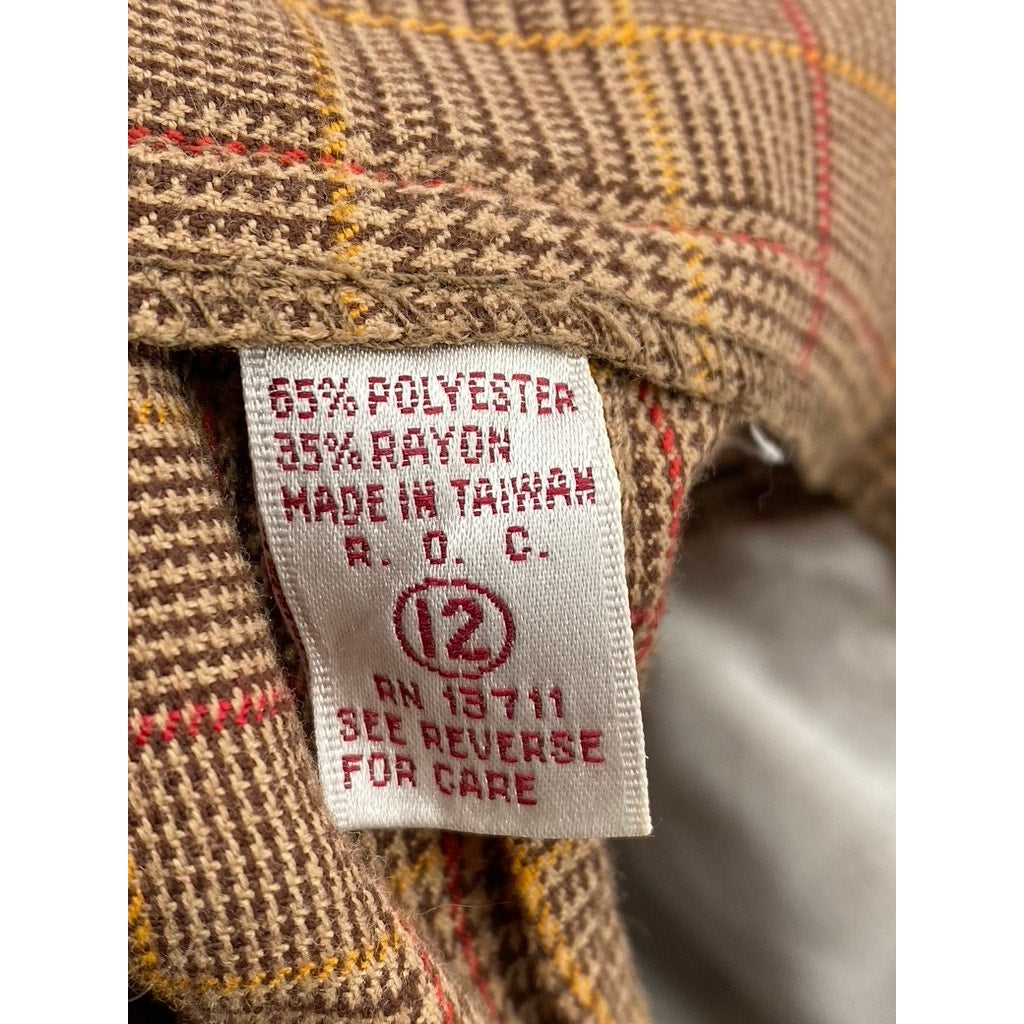 65% POLYESTER
35% RAYON
MADE IN TAIWAN
R. O. C.
12
RN 13711
SEE REVERSE
FOR CARE